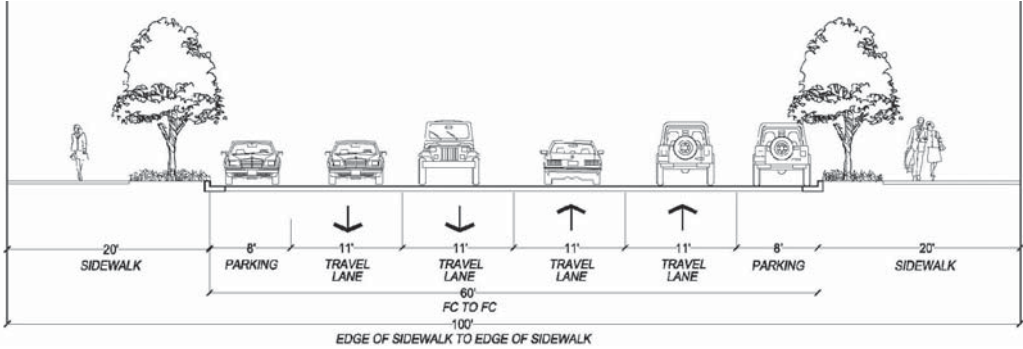 20' 8' 11' 11' 11' 11' 8' 20'
SIDEWALK PARKING TRAVEL LANE TRAVEL LANE TRAVEL LANE TRAVEL LANE PARKING SIDEWALK
60'
FC TO FC
100'
EDGE OF SIDEWALK TO EDGE OF SIDEWALK